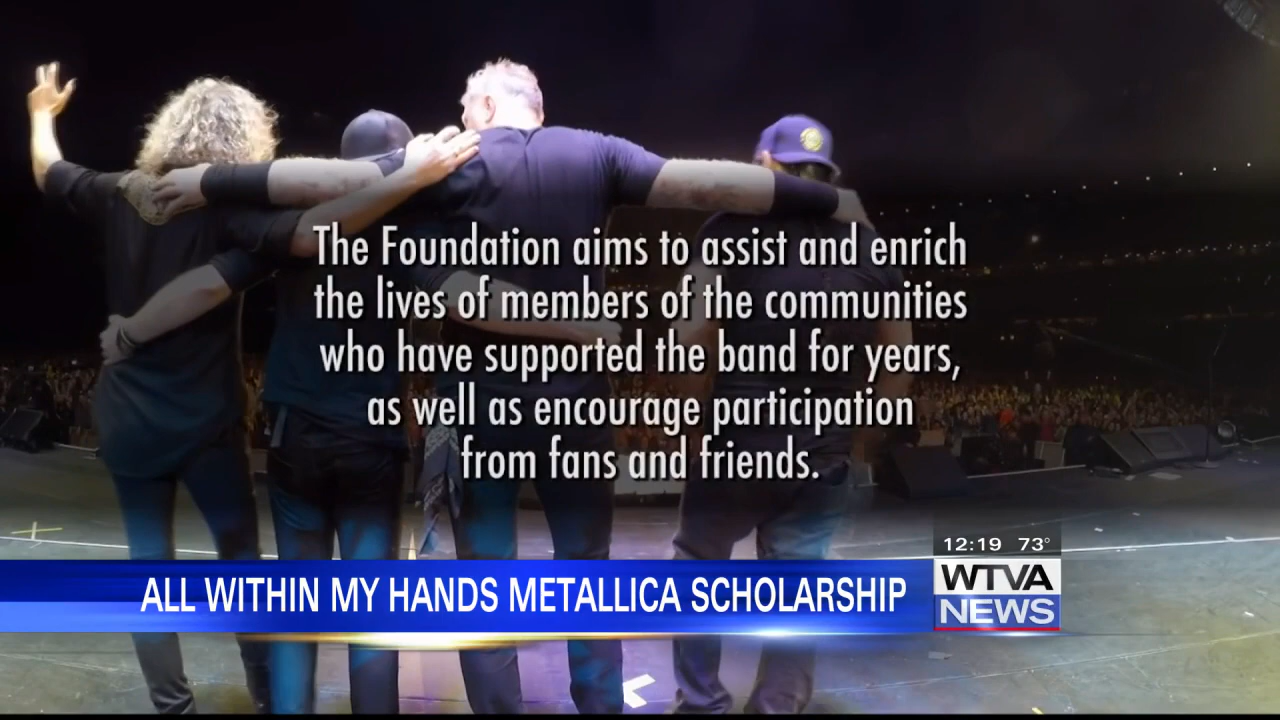 The Foundation aims to assist and enrich
the lives of members of the communities
who have supported the band for years,
as well as encourage participation
from fans and friends.
12:19 73°
ALL WITHIN MY HANDS METALLICA SCHOLARSHIP
WTVA
NEWS